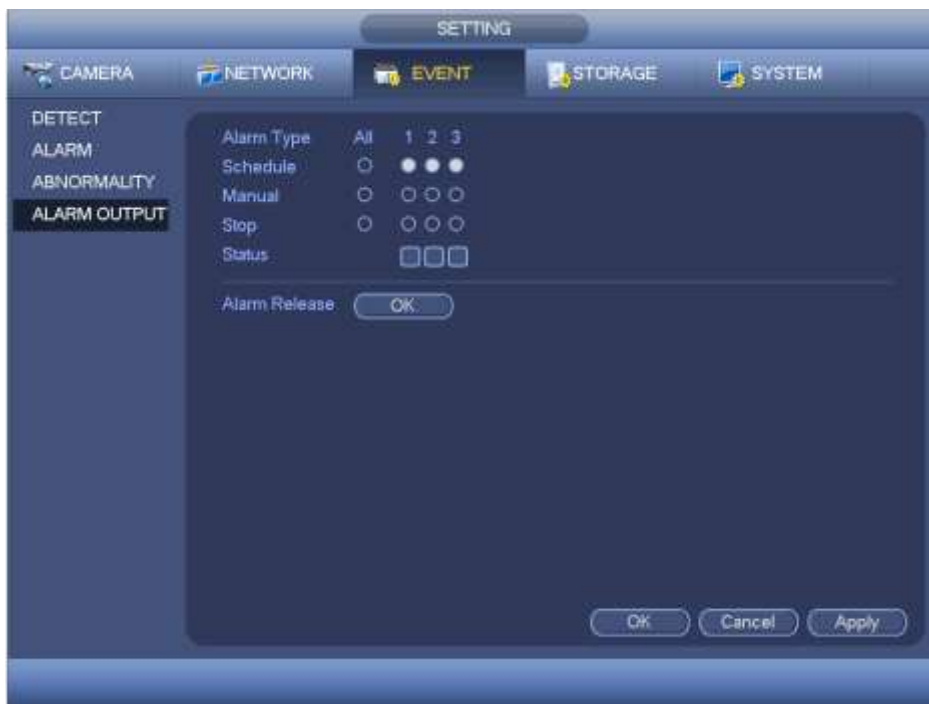 SETTING
CAMERA NETWORK EVENT STORAGE SYSTEM
DETECT
ALARM
ABNORMALITY
ALARM OUTPUT
Alarm Type All 1 2 3
Schedule
Manual
Stop
Status
Alarm Release OK
OK Cancel Apply